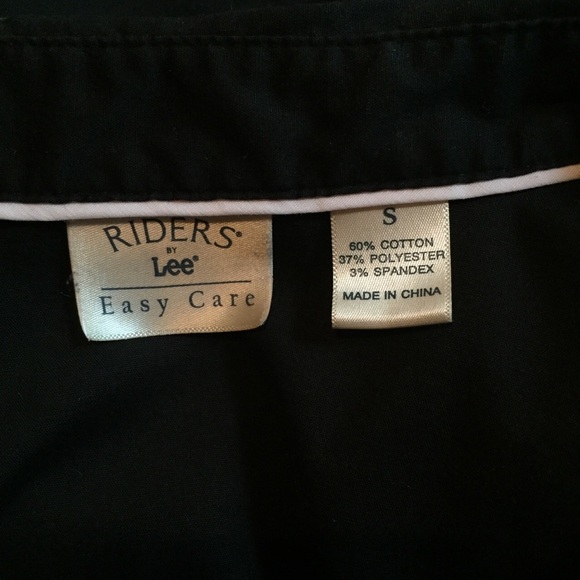 RIDERS®
BY
Lee®
Easy Care
S
60% COTTON
37% POLYESTER
3% SPANDEX
MADE IN CHINA